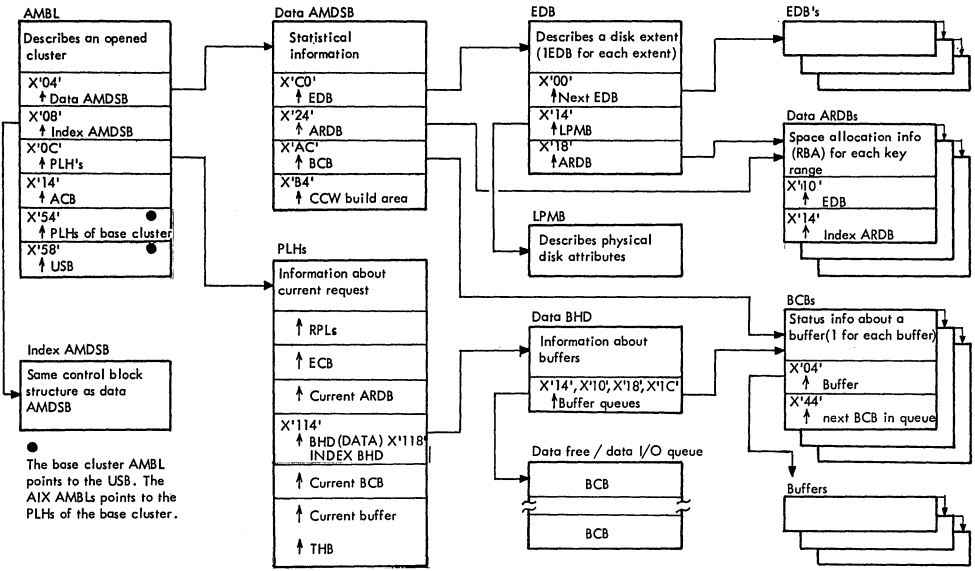 AMBL
Describes an opened
cluster
X'04'
↑ Data AMDSB
X'08'
↑ Index AMDSB
X'0C'
↑ PLH's
X'14'
↑ ACB
X'54' ●
↑ PLHs of base cluster
X'58' ●
↑ USB
Index AMDSB
Same control block
structure as data
AMDSB
●
The base cluster AMBL
points to the USB. The
AIX AMBLs points to the
PLHs of the base cluster.
Data AMDSB
Statistical
information
X'C0'
↑ EDB
X'24'
↑ ARDB
X'AC'
↑ BCB
X'B4'
↑ CCW build area
PLHs
Information about
current request
↑ RPLs
↑ ECB
↑ Current ARDB
X'114'
↑ BHD (DATA) X'118'
INDEX BHD
↑ Current BCB
↑ Current buffer
↑ THB
EDB
Describes a disk extent
(1EDB for each extent)
X'00'
↑Next EDB
X'14'
↑LPMB
X'18'
↑ARDB
LPMB
Describes physical
disk attributes
Data BHD
Information about
buffers
X'14', X'10', X'18', X'1C'
↑Buffer queues
Data free / data I/O queue
BCB
BCB
EDB's
Data ARDBs
Space allocation info
(RBA) for each key
range
X'10'
↑ EDB
X'14'
↑ Index ARDB
BCBs
Status info about a
buffer(1 for each buffer)
X'04'
↑ Buffer
X'44'
↑ next BCB in queue
Buffers